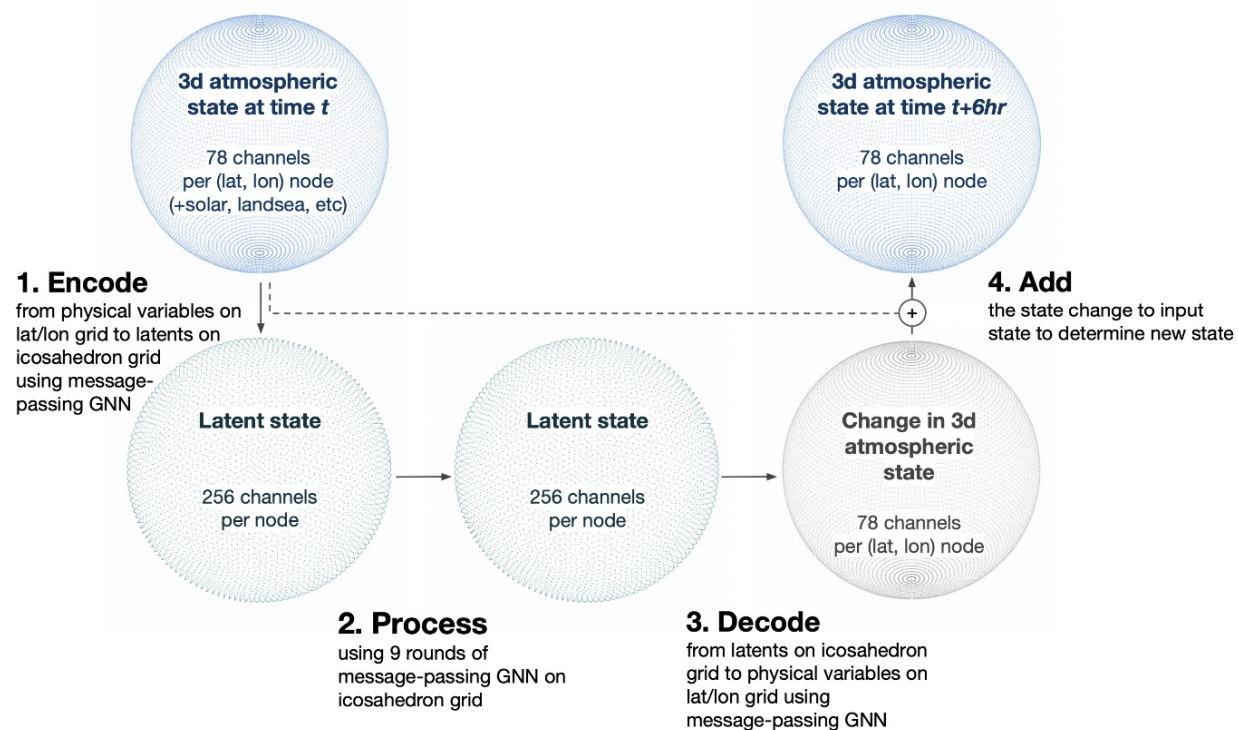 3d atmospheric
state at time t
78 channels
per (lat, lon) node
(+solar, landsea, etc)
3d atmospheric
state at time t+6hr
78 channels
per (lat, lon) node
1. Encode
from physical variables on
lat/lon grid to latents on
icosahedron grid
using message-
passing GNN
+
4. Add
the state change to input
state to determine new state
Latent state
256 channels
per node
Latent state
256 channels
per node
Change in 3d
atmospheric
state
78 channels
per (lat, lon) node
2. Process
using 9 rounds of
message-passing GNN on
icosahedron grid
3. Decode
from latents on icosahedron
grid to physical variables on
lat/lon grid using
message-passing GNN